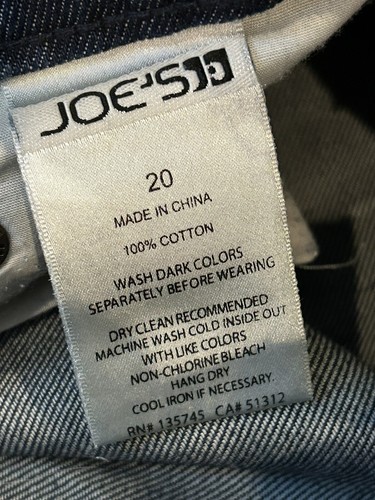 JOE'S
20
MADE IN CHINA
100% COTTON
WASH DARK COLORS
SEPARATELY BEFORE WEARING
DRY CLEAN RECOMMENDED
MACHINE WASH COLD INSIDE OUT
WITH LIKE COLORS
NON-CHLORINE BLEACH
HANG DRY
COOL IRON IF NECESSARY.
RN# 135745 CA# 51312